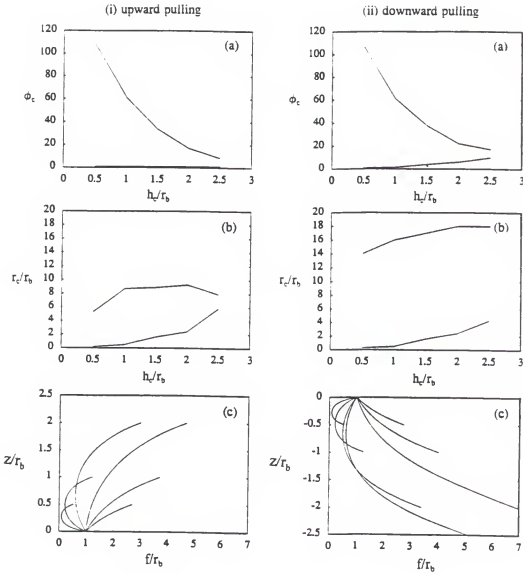 (i) upward pulling
(ii) downward pulling
120
100
80
60
40
20
0
ϕc
(a)
0 0.5 1 1.5 2 2.5 3
hc/rb
120
100
80
60
40
20
0
ϕc
(a)
0 0.5 1 1.5 2 2.5 3
hc/rb
20
18
16
14
12
10
8
6
4
2
0
rc/rb
(b)
0 0.5 1 1.5 2 2.5 3
hc/rb
20
18
16
14
12
10
8
6
4
2
0
rc/rb
(b)
0 0.5 1 1.5 2 2.5 3
hc/rb
2.5
2
1.5
1
0.5
0
z/rb
(c)
0 1 2 3 4 5 6 7
f/rb
0
-0.5
-1
-1.5
-2
-2.5
z/rb
(c)
0 1 2 3 4 5 6 7
f/rb